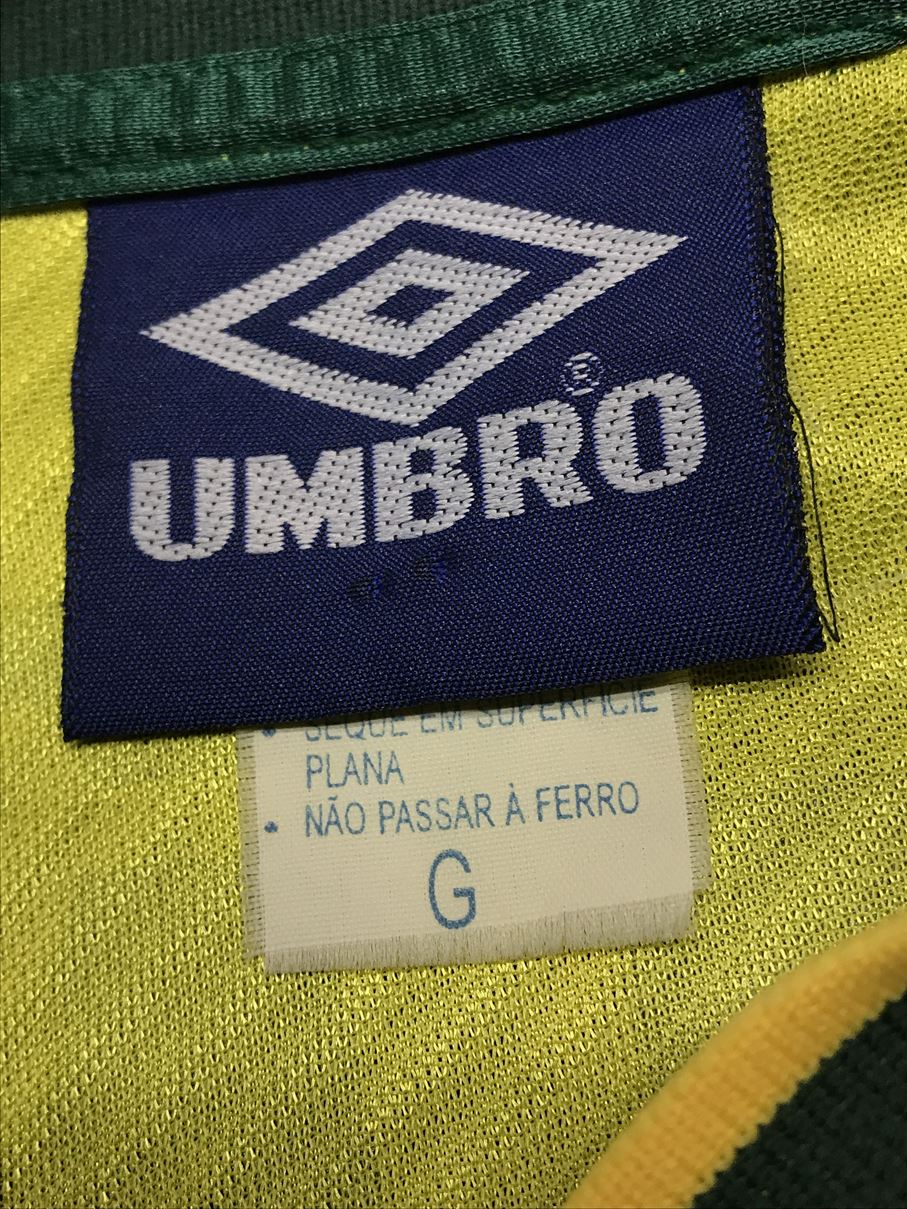 UMBRO®
• SEQUE EM SUPERFICIE
PLANA
• NÃO PASSAR À FERRO
G